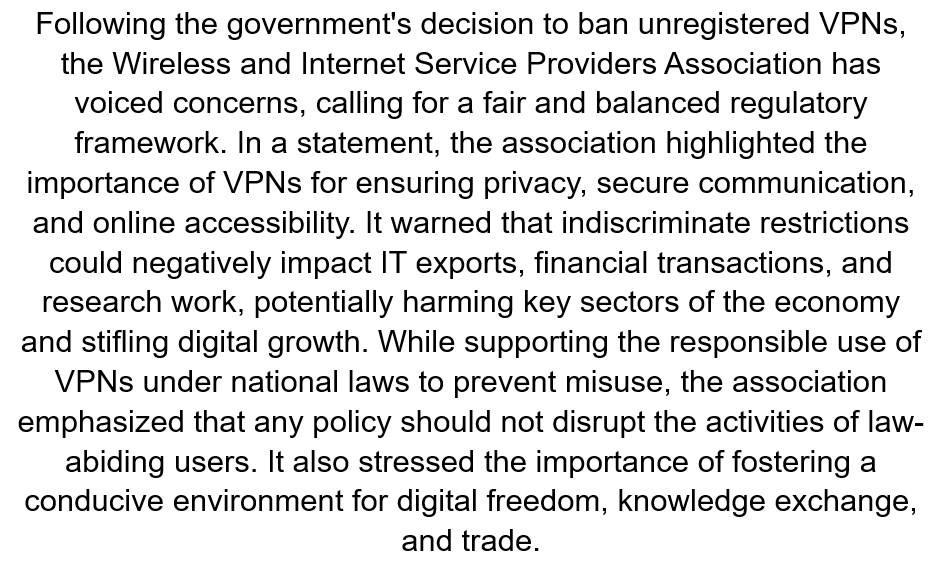 Following the government's decision to ban unregistered VPNs,
the Wireless and Internet Service Providers Association has
voiced concerns, calling for a fair and balanced regulatory
framework. In a statement, the association highlighted the
importance of VPNs for ensuring privacy, secure communication,
and online accessibility. It warned that indiscriminate restrictions
could negatively impact IT exports, financial transactions, and
research work, potentially harming key sectors of the economy
and stifling digital growth. While supporting the responsible use of
VPNs under national laws to prevent misuse, the association
emphasized that any policy should not disrupt the activities of law-
abiding users. It also stressed the importance of fostering a
conducive environment for digital freedom, knowledge exchange,
and trade.